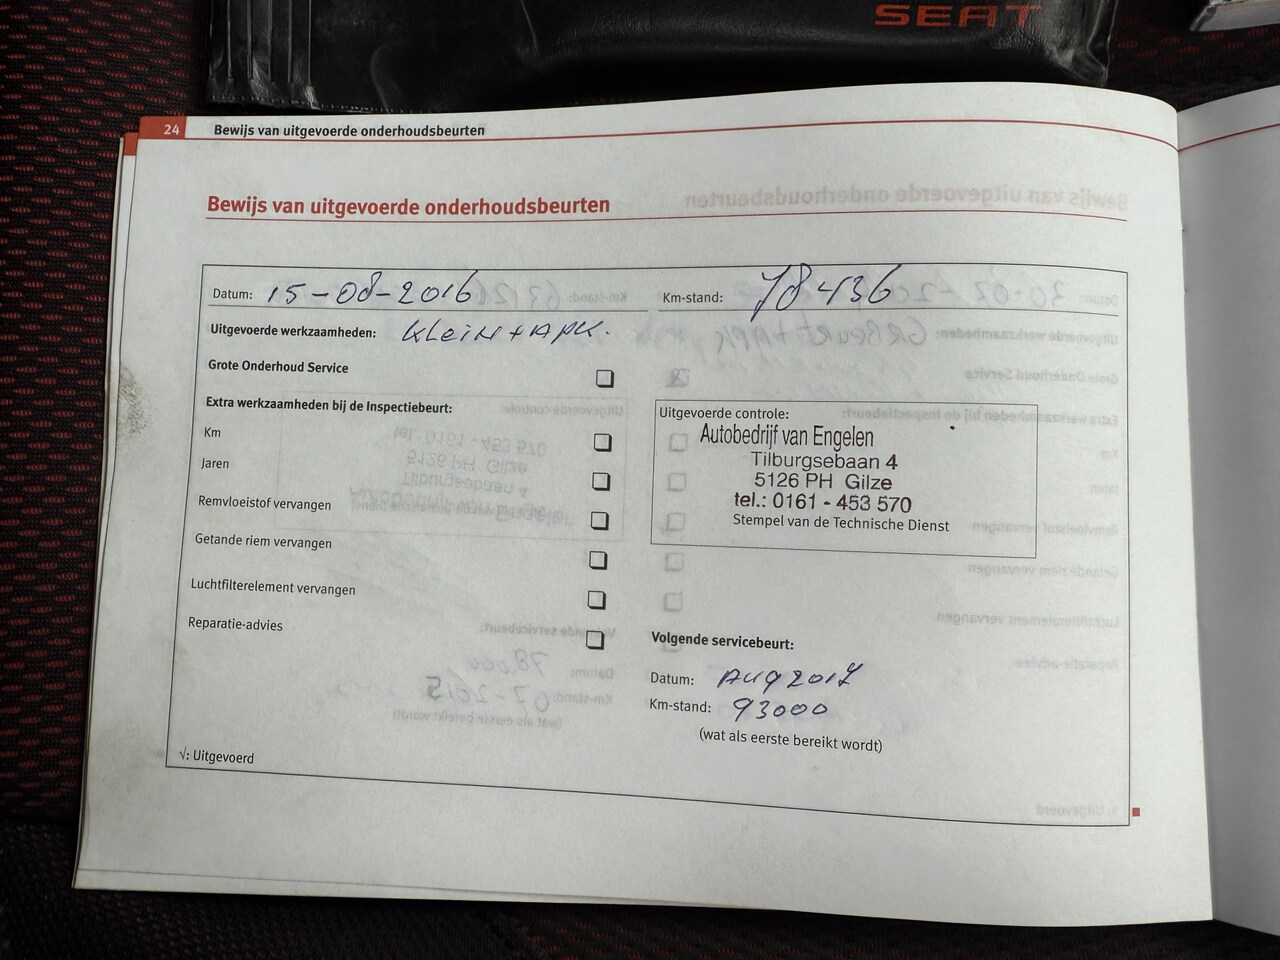 SEAT
24 Bewijs van uitgevoerde onderhoudsbeurten
Bewijs van uitgevoerde onderhoudsbeurten
Datum: 15-08-2016
Km-stand: 78436
Uitgevoerde werkzaamheden: Klein + APK.
Grote Onderhoud Service
Extra werkzaamheden bij de Inspectiebeurt:
Km
Jaren
Remvloeistof vervangen
Getande riem vervangen
Luchtfilterelement vervangen
Reparatie-advies
√: Uitgevoerd
Uitgevoerde controle:
Autobedrijf van Engelen
Tilburgsebaan 4
5126 PH Gilze
tel.: 0161 - 453 570
Stempel van de Technische Dienst
Volgende servicebeurt:
Datum: Aug 2017
Km-stand: 93000
(wat als eerste bereikt wordt)